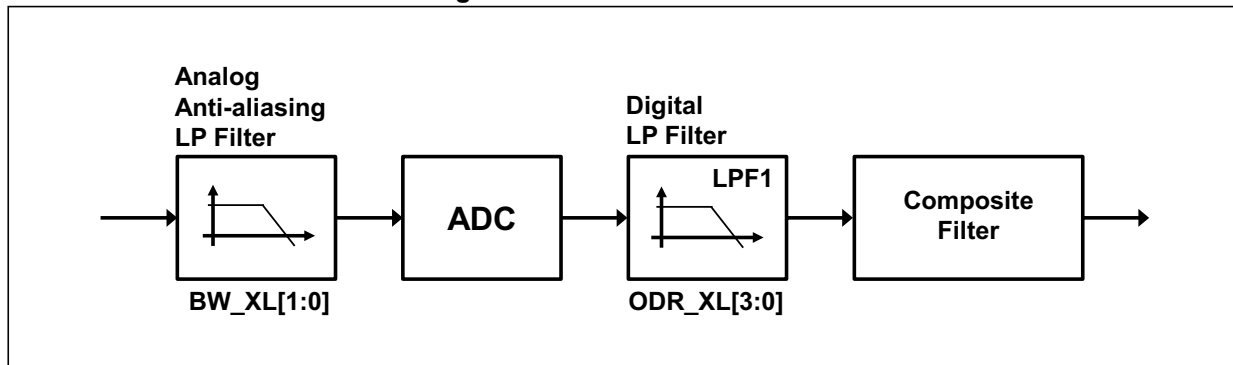 Analog
Anti-aliasing
LP Filter
BW_XL[1:0]
ADC
Digital
LP Filter
LPF1
ODR_XL[3:0]
Composite
Filter